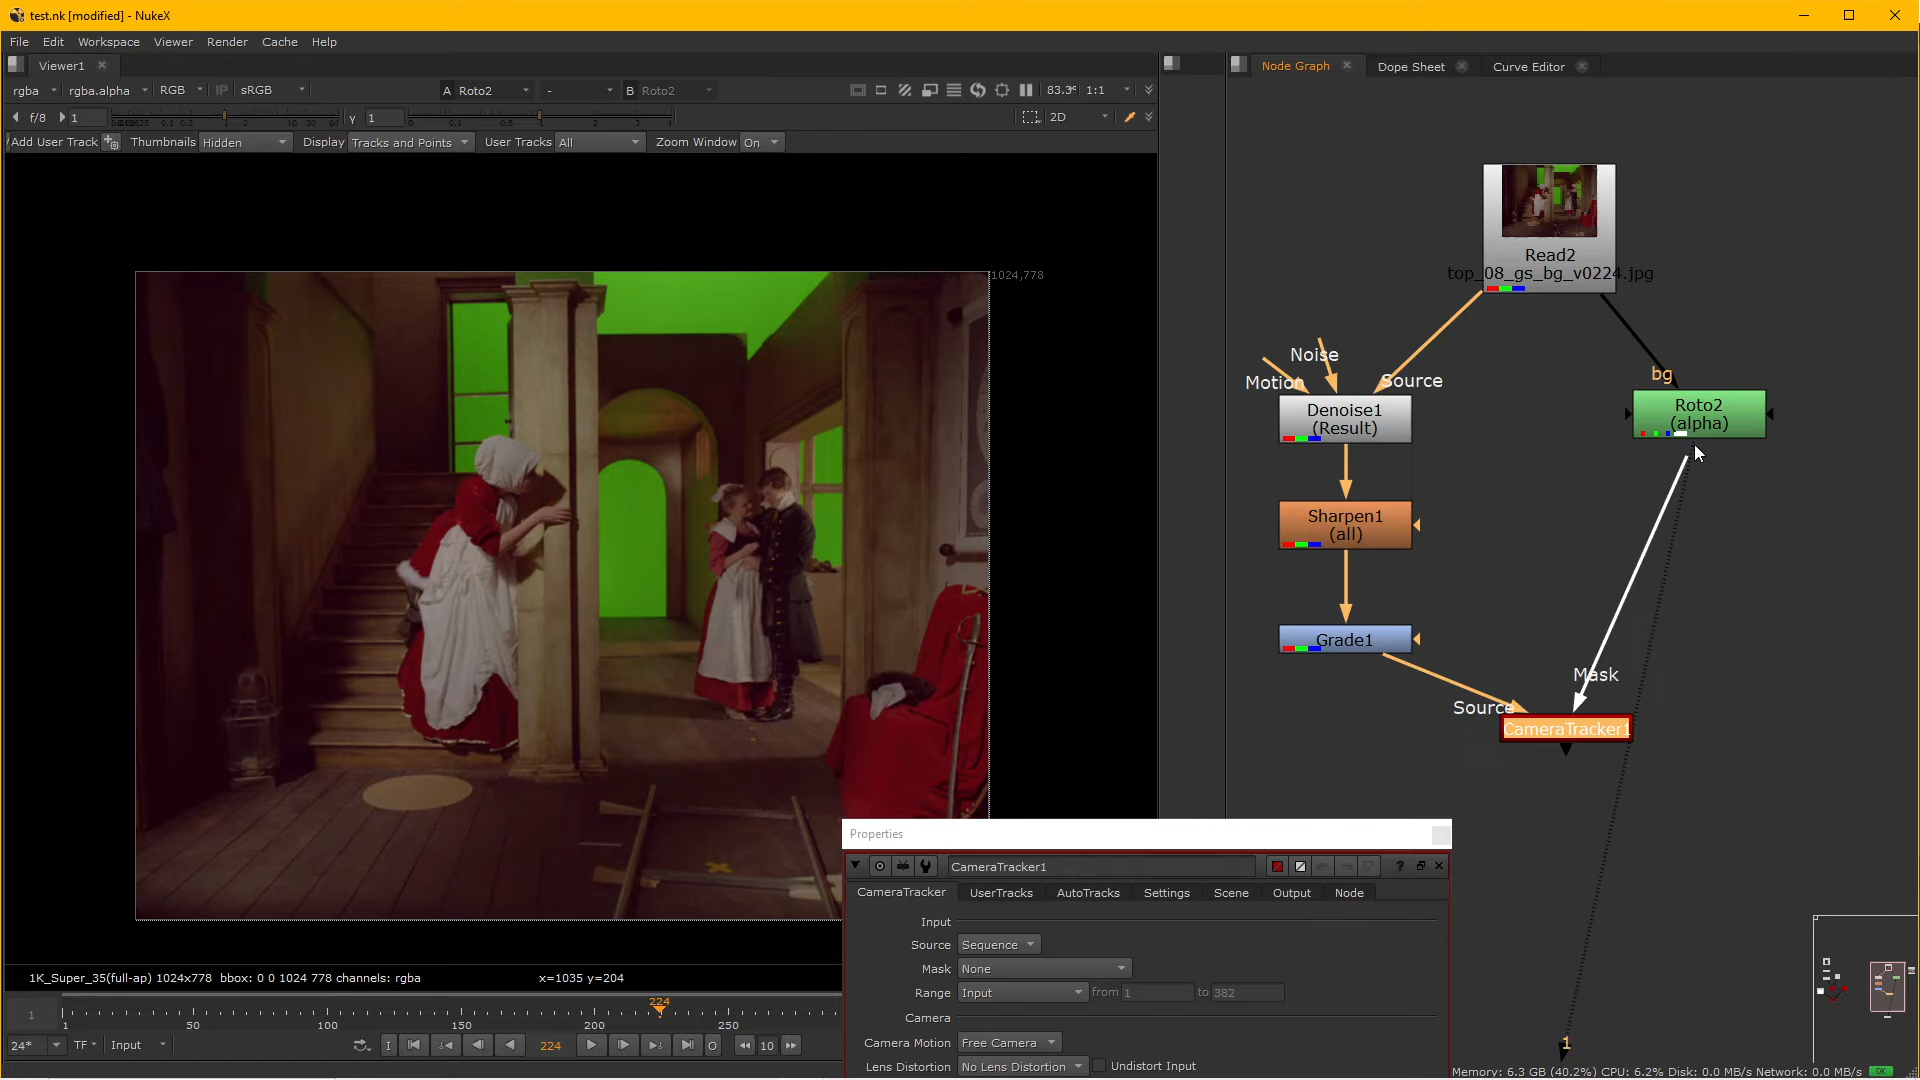 test.nk [modified] - NukeX
File Edit Workspace Viewer Render Cache Help
Viewer1
rgba rgba.alpha RGB IP sRGB A Roto2 - B Roto2 1:1
f/8 1 γ 1 2D
Add User Track Thumbnails Hidden Display Tracks and Points User Tracks All Zoom Window On
1024,778
1K_Super_35(full-ap) 1024x778 bbox: 0 0 1024 778 channels: rgba x=1035 y=204
224
1 1 50 100 150 200 250
24* TF Input I 224 O 10
Node Graph Dope Sheet Curve Editor
Read2
top_08_gs_bg_v0224.jpg
Noise
Motion Source
bg
Denoise1
(Result)
Roto2
(alpha)
Sharpen1
(all)
Grade1
Mask
Source
CameraTracker1
1
Properties
CameraTracker1
?
CameraTracker UserTracks AutoTracks Settings Scene Output Node
Input
Source Sequence
Mask None
Range Input from 1 to 382
Camera
Camera Motion Free Camera
Lens Distortion No Lens Distortion Undistort Input
Memory: 6.3 GB (40.2%) CPU: 6.2% Disk: 0.0 MB/s Network: 0.0 MB/s OK